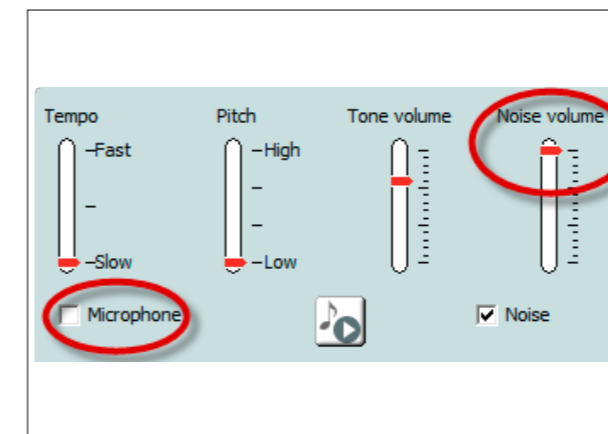 Tempo Pitch Tone volume Noise volume
Fast High
Slow Low
Microphone Noise